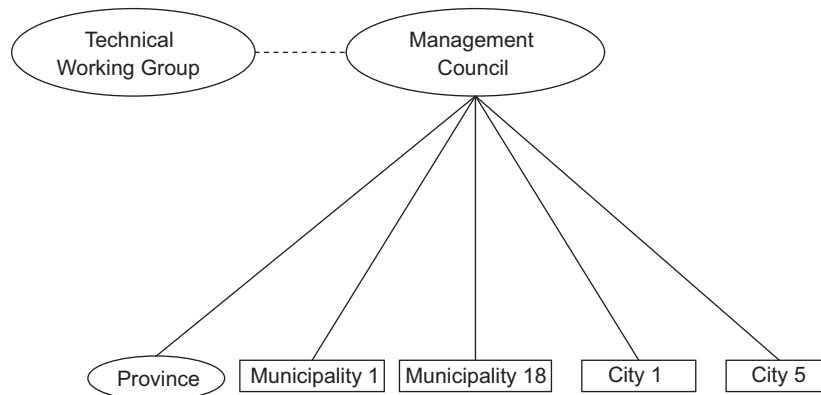 Technical
Working Group
Management
Council
Province
Municipality 1
Municipality 18
City 1
City 5